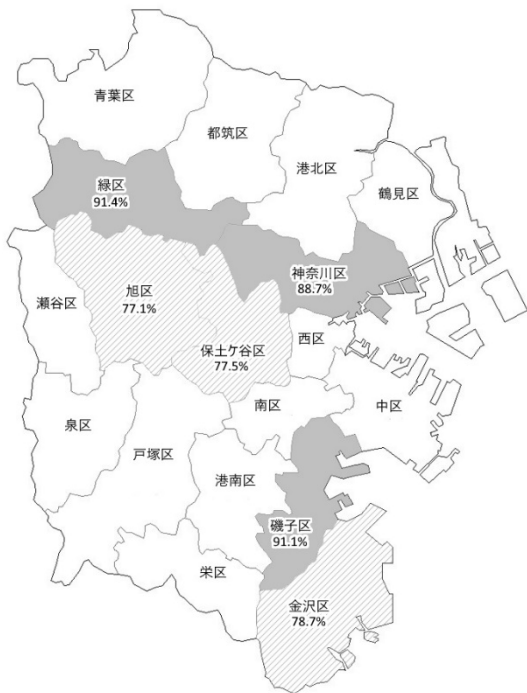 青葉区
都筑区
港北区
鶴見区
緑区
91.4%
神奈川区
88.7%
瀬谷区
旭区
77.1%
保土ケ谷区
77.5%
西区
泉区
戸塚区
南区
中区
港南区
磯子区
91.1%
栄区
金沢区
78.7%